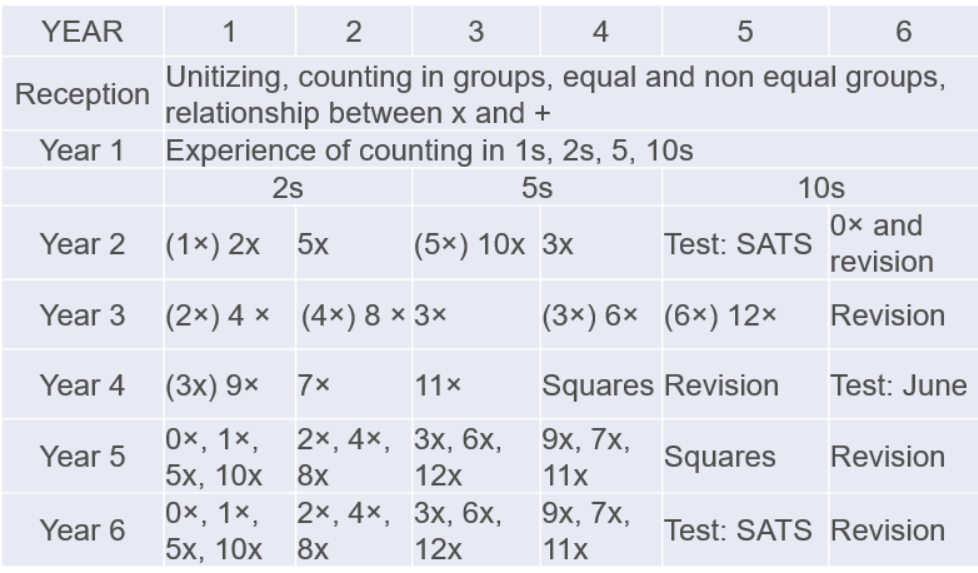 YEAR 1 2 3 4 5 6
Reception Unitizing, counting in groups, equal and non equal groups,
relationship between x and +
Year 1 Experience of counting in 1s, 2s, 5, 10s
2s 5s 10s
Year 2 (1×) 2x 5x (5×) 10x 3x Test: SATS 0× and
revision
Year 3 (2×) 4 × (4×) 8 × 3× (3×) 6× (6×) 12× Revision
Year 4 (3x) 9× 7× 11× Squares Revision Test: June
Year 5 0×, 1×, 2×, 4×, 3x, 6x, 9x, 7x, Squares Revision
5x, 10x 8x 12x 11x
Year 6 0×, 1×, 2×, 4×, 3x, 6x, 9x, 7x, Test: SATS Revision
5x, 10x 8x 12x 11x